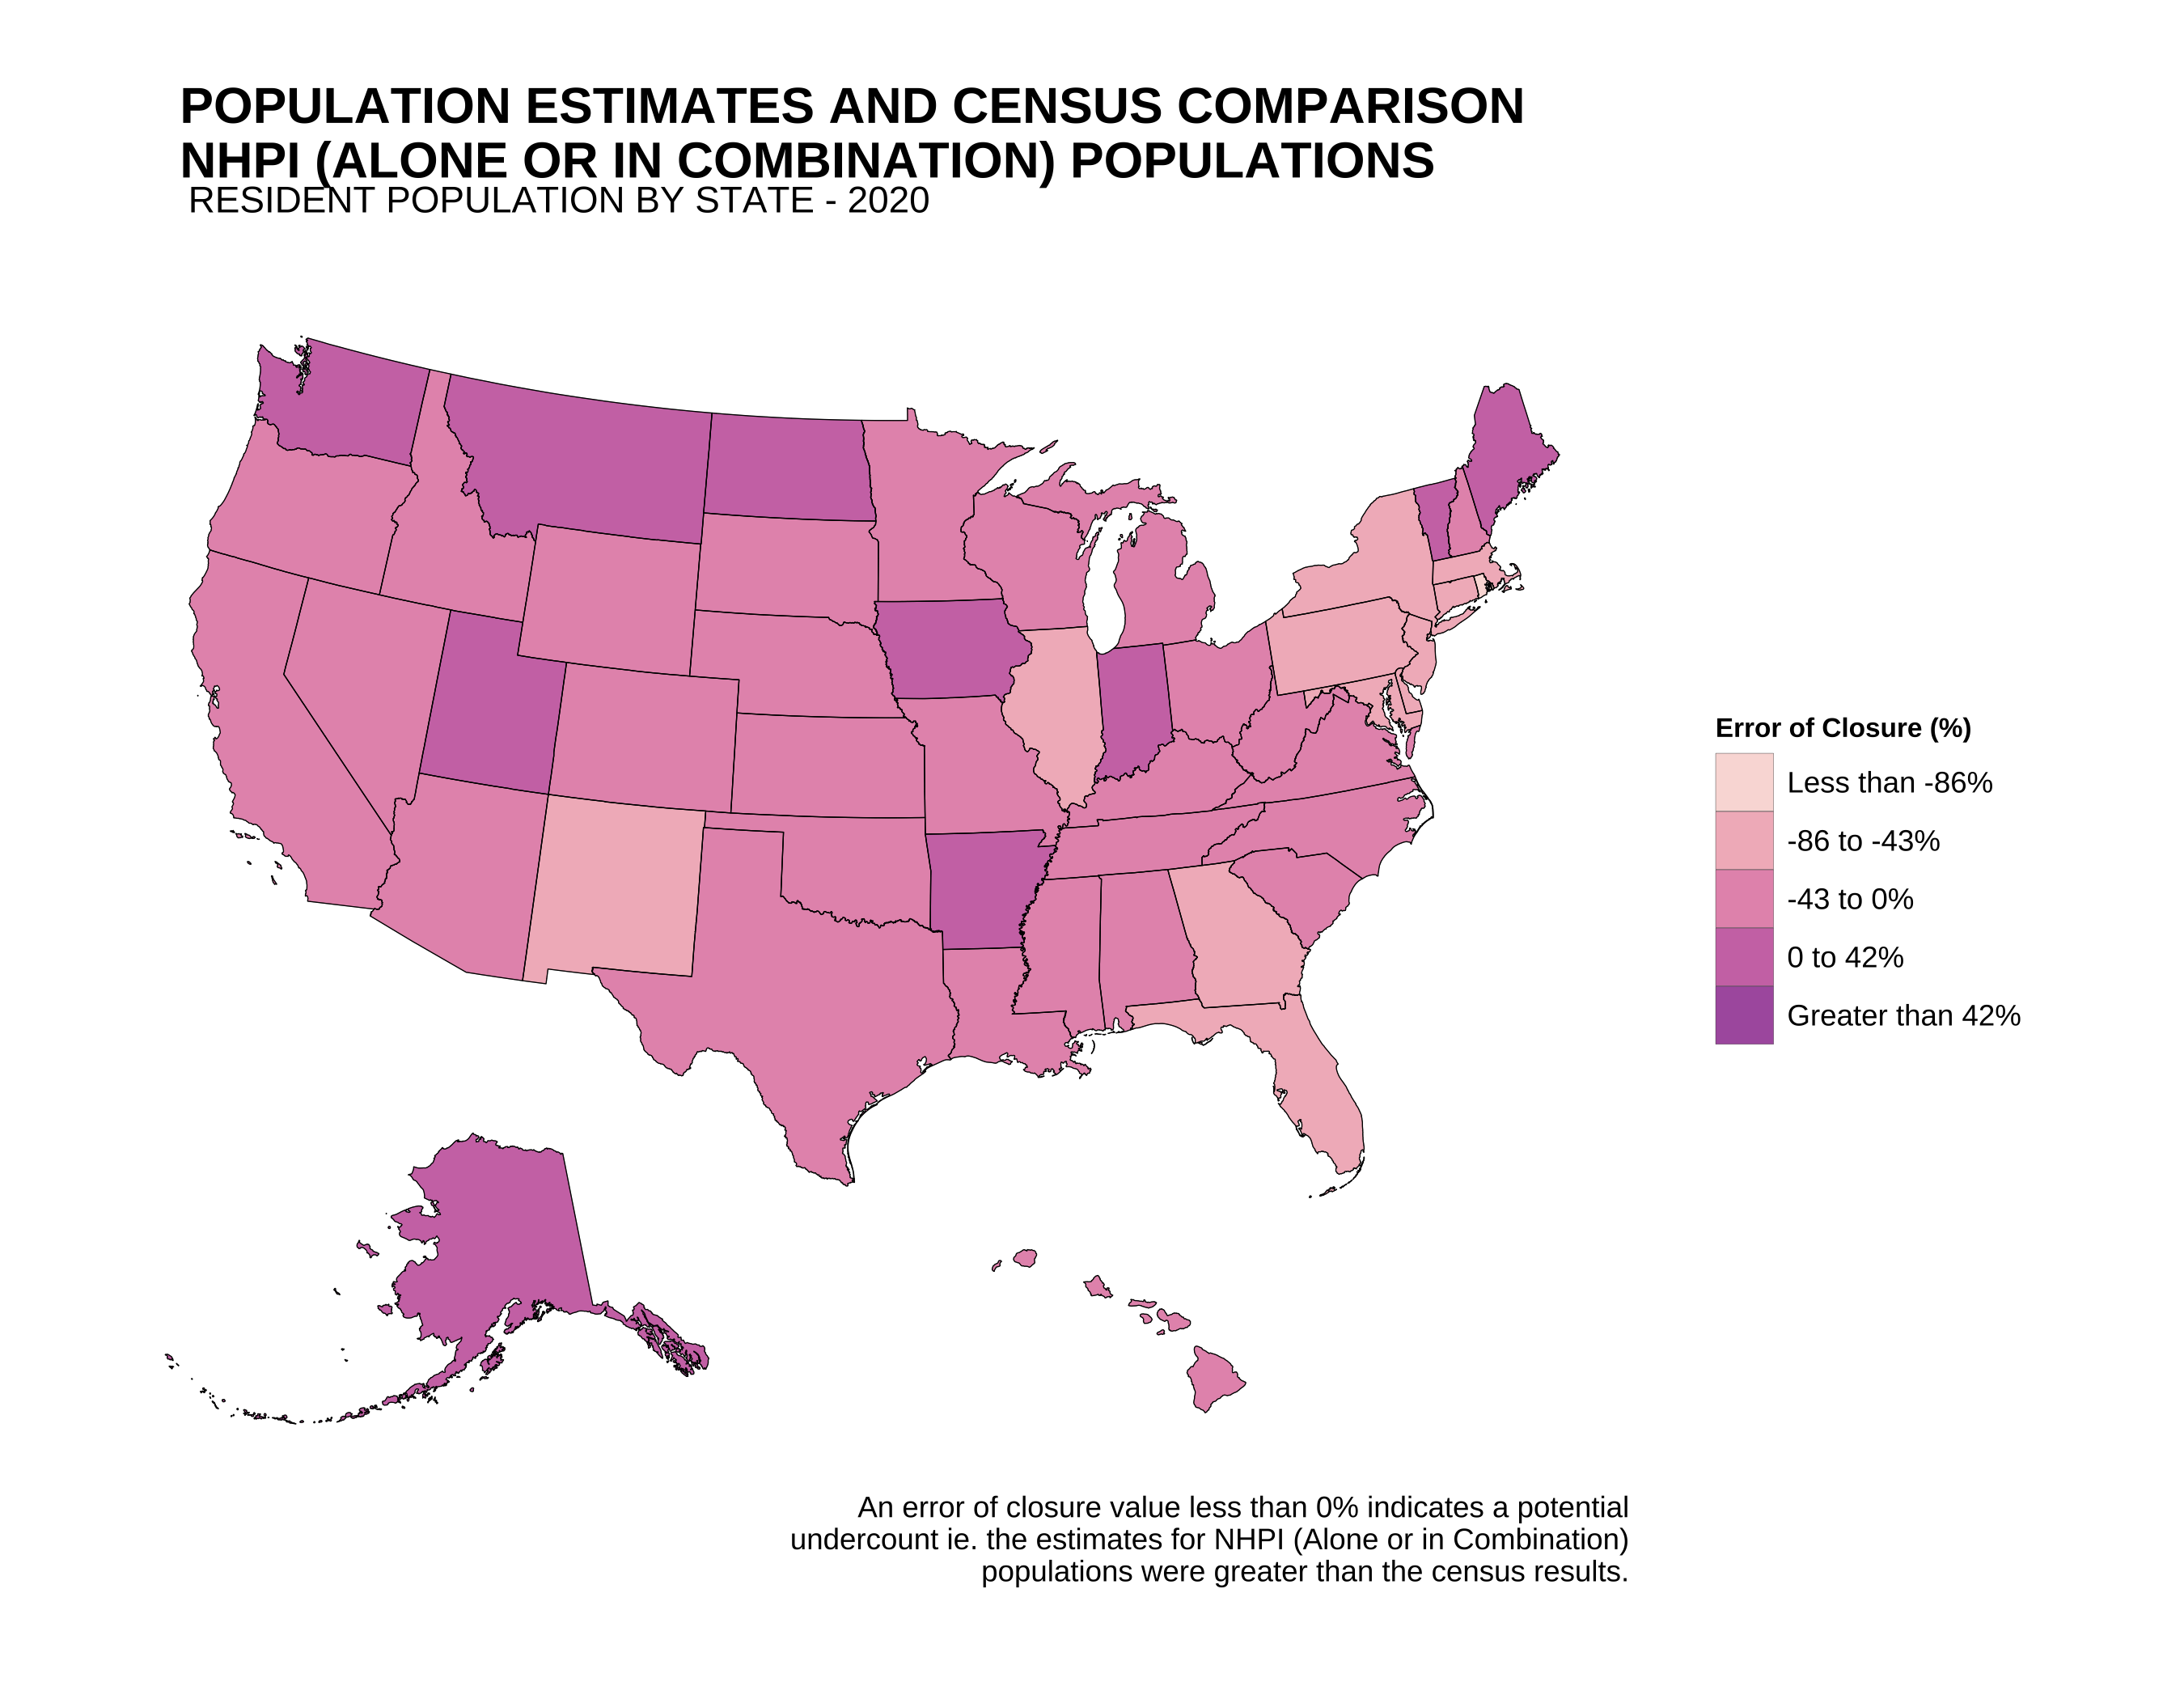 POPULATION ESTIMATES AND CENSUS COMPARISON
NHPI (ALONE OR IN COMBINATION) POPULATIONS
RESIDENT POPULATION BY STATE - 2020
Error of Closure (%)
Less than -86%
-86 to -43%
-43 to 0%
0 to 42%
Greater than 42%
An error of closure value less than 0% indicates a potential
undercount ie. the estimates for NHPI (Alone or in Combination)
populations were greater than the census results.